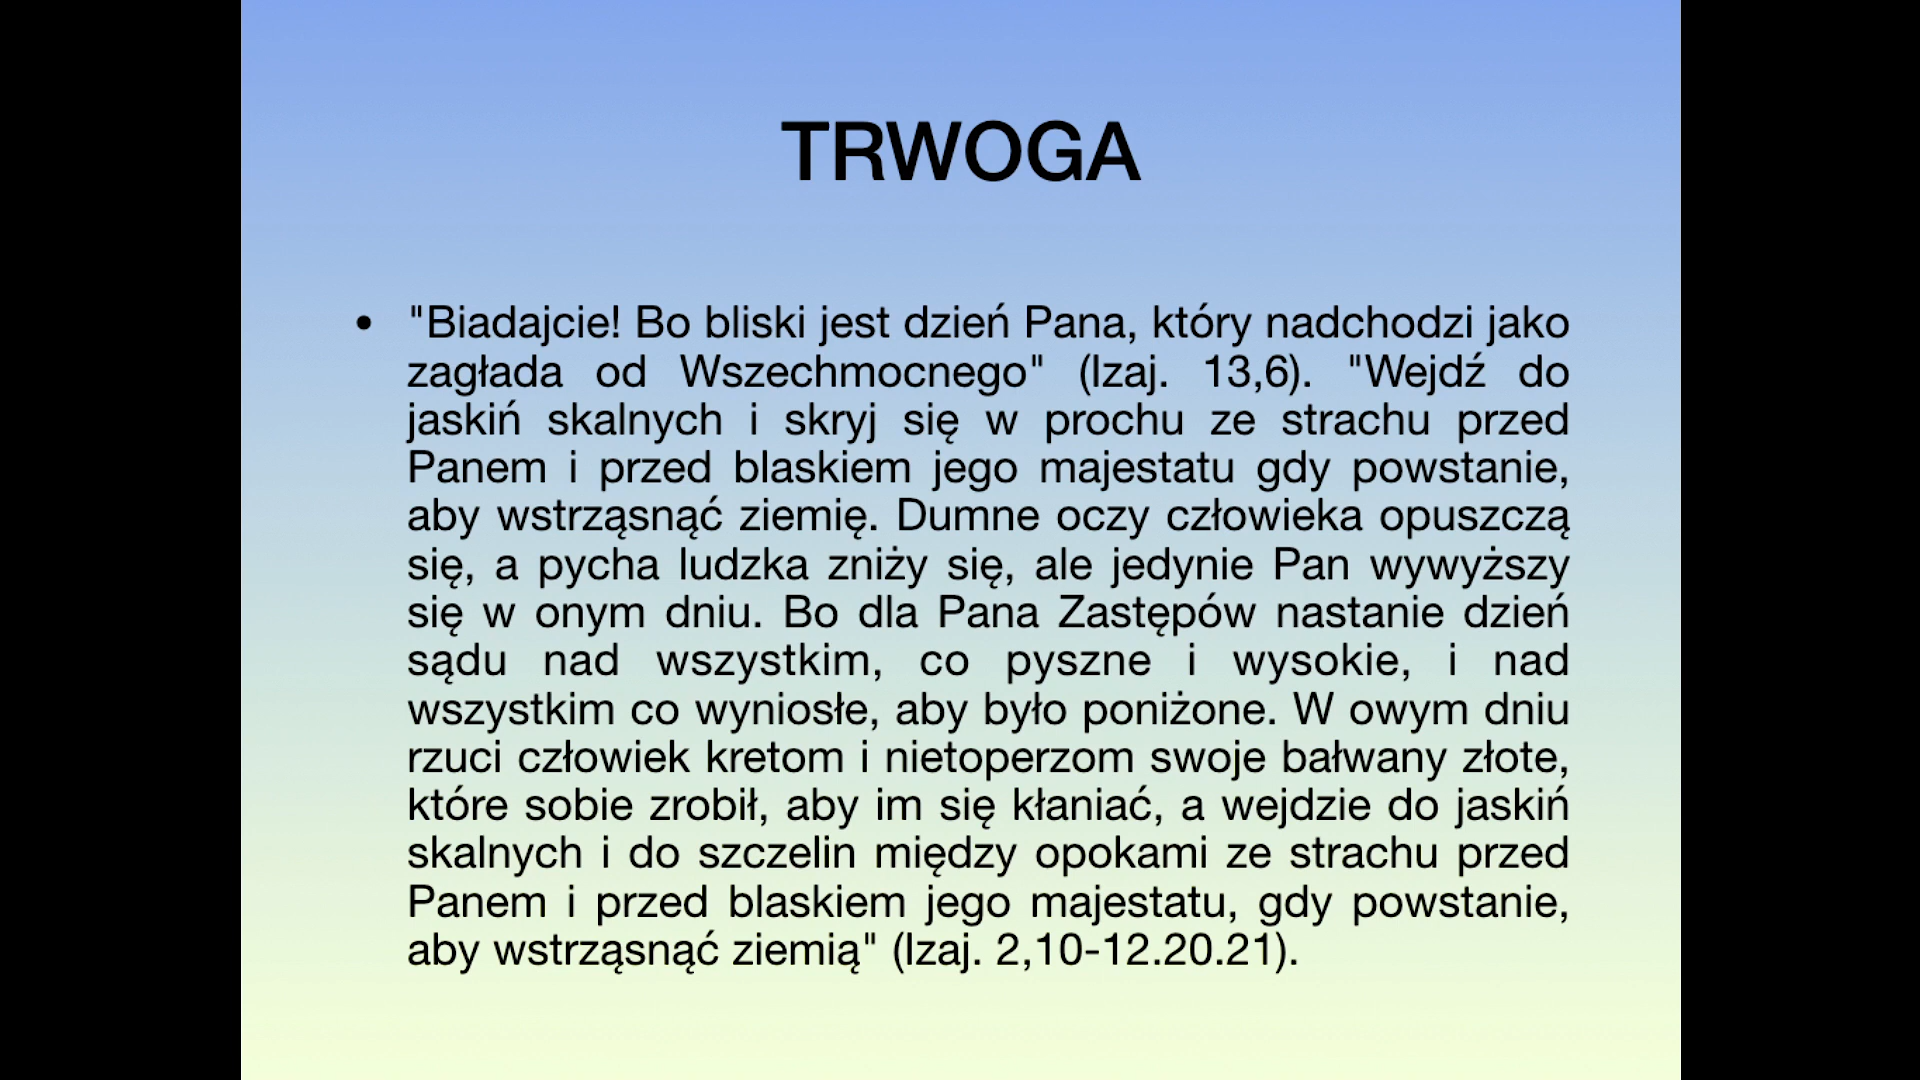 TRWOGA
• "Biadajcie! Bo bliski jest dzień Pana, który nadchodzi jako
zagłada od Wszechmocnego" (Izaj. 13,6). "Wejdź do
jaskiń skalnych i skryj się w prochu ze strachu przed
Panem i przed blaskiem jego majestatu gdy powstanie,
aby wstrząsnąć ziemię. Dumne oczy człowieka opuszczą
się, a pycha ludzka zniży się, ale jedynie Pan wywyższy
się w onym dniu. Bo dla Pana Zastępów nastanie dzień
sądu nad wszystkim, co pyszne i wysokie, i nad
wszystkim co wyniosłe, aby było poniżone. W owym dniu
rzuci człowiek kretom i nietoperzom swoje bałwany złote,
które sobie zrobił, aby im się kłaniać, a wejdzie do jaskiń
skalnych i do szczelin między opokami ze strachu przed
Panem i przed blaskiem jego majestatu, gdy powstanie,
aby wstrząsnąć ziemią" (Izaj. 2,10-12.20.21).